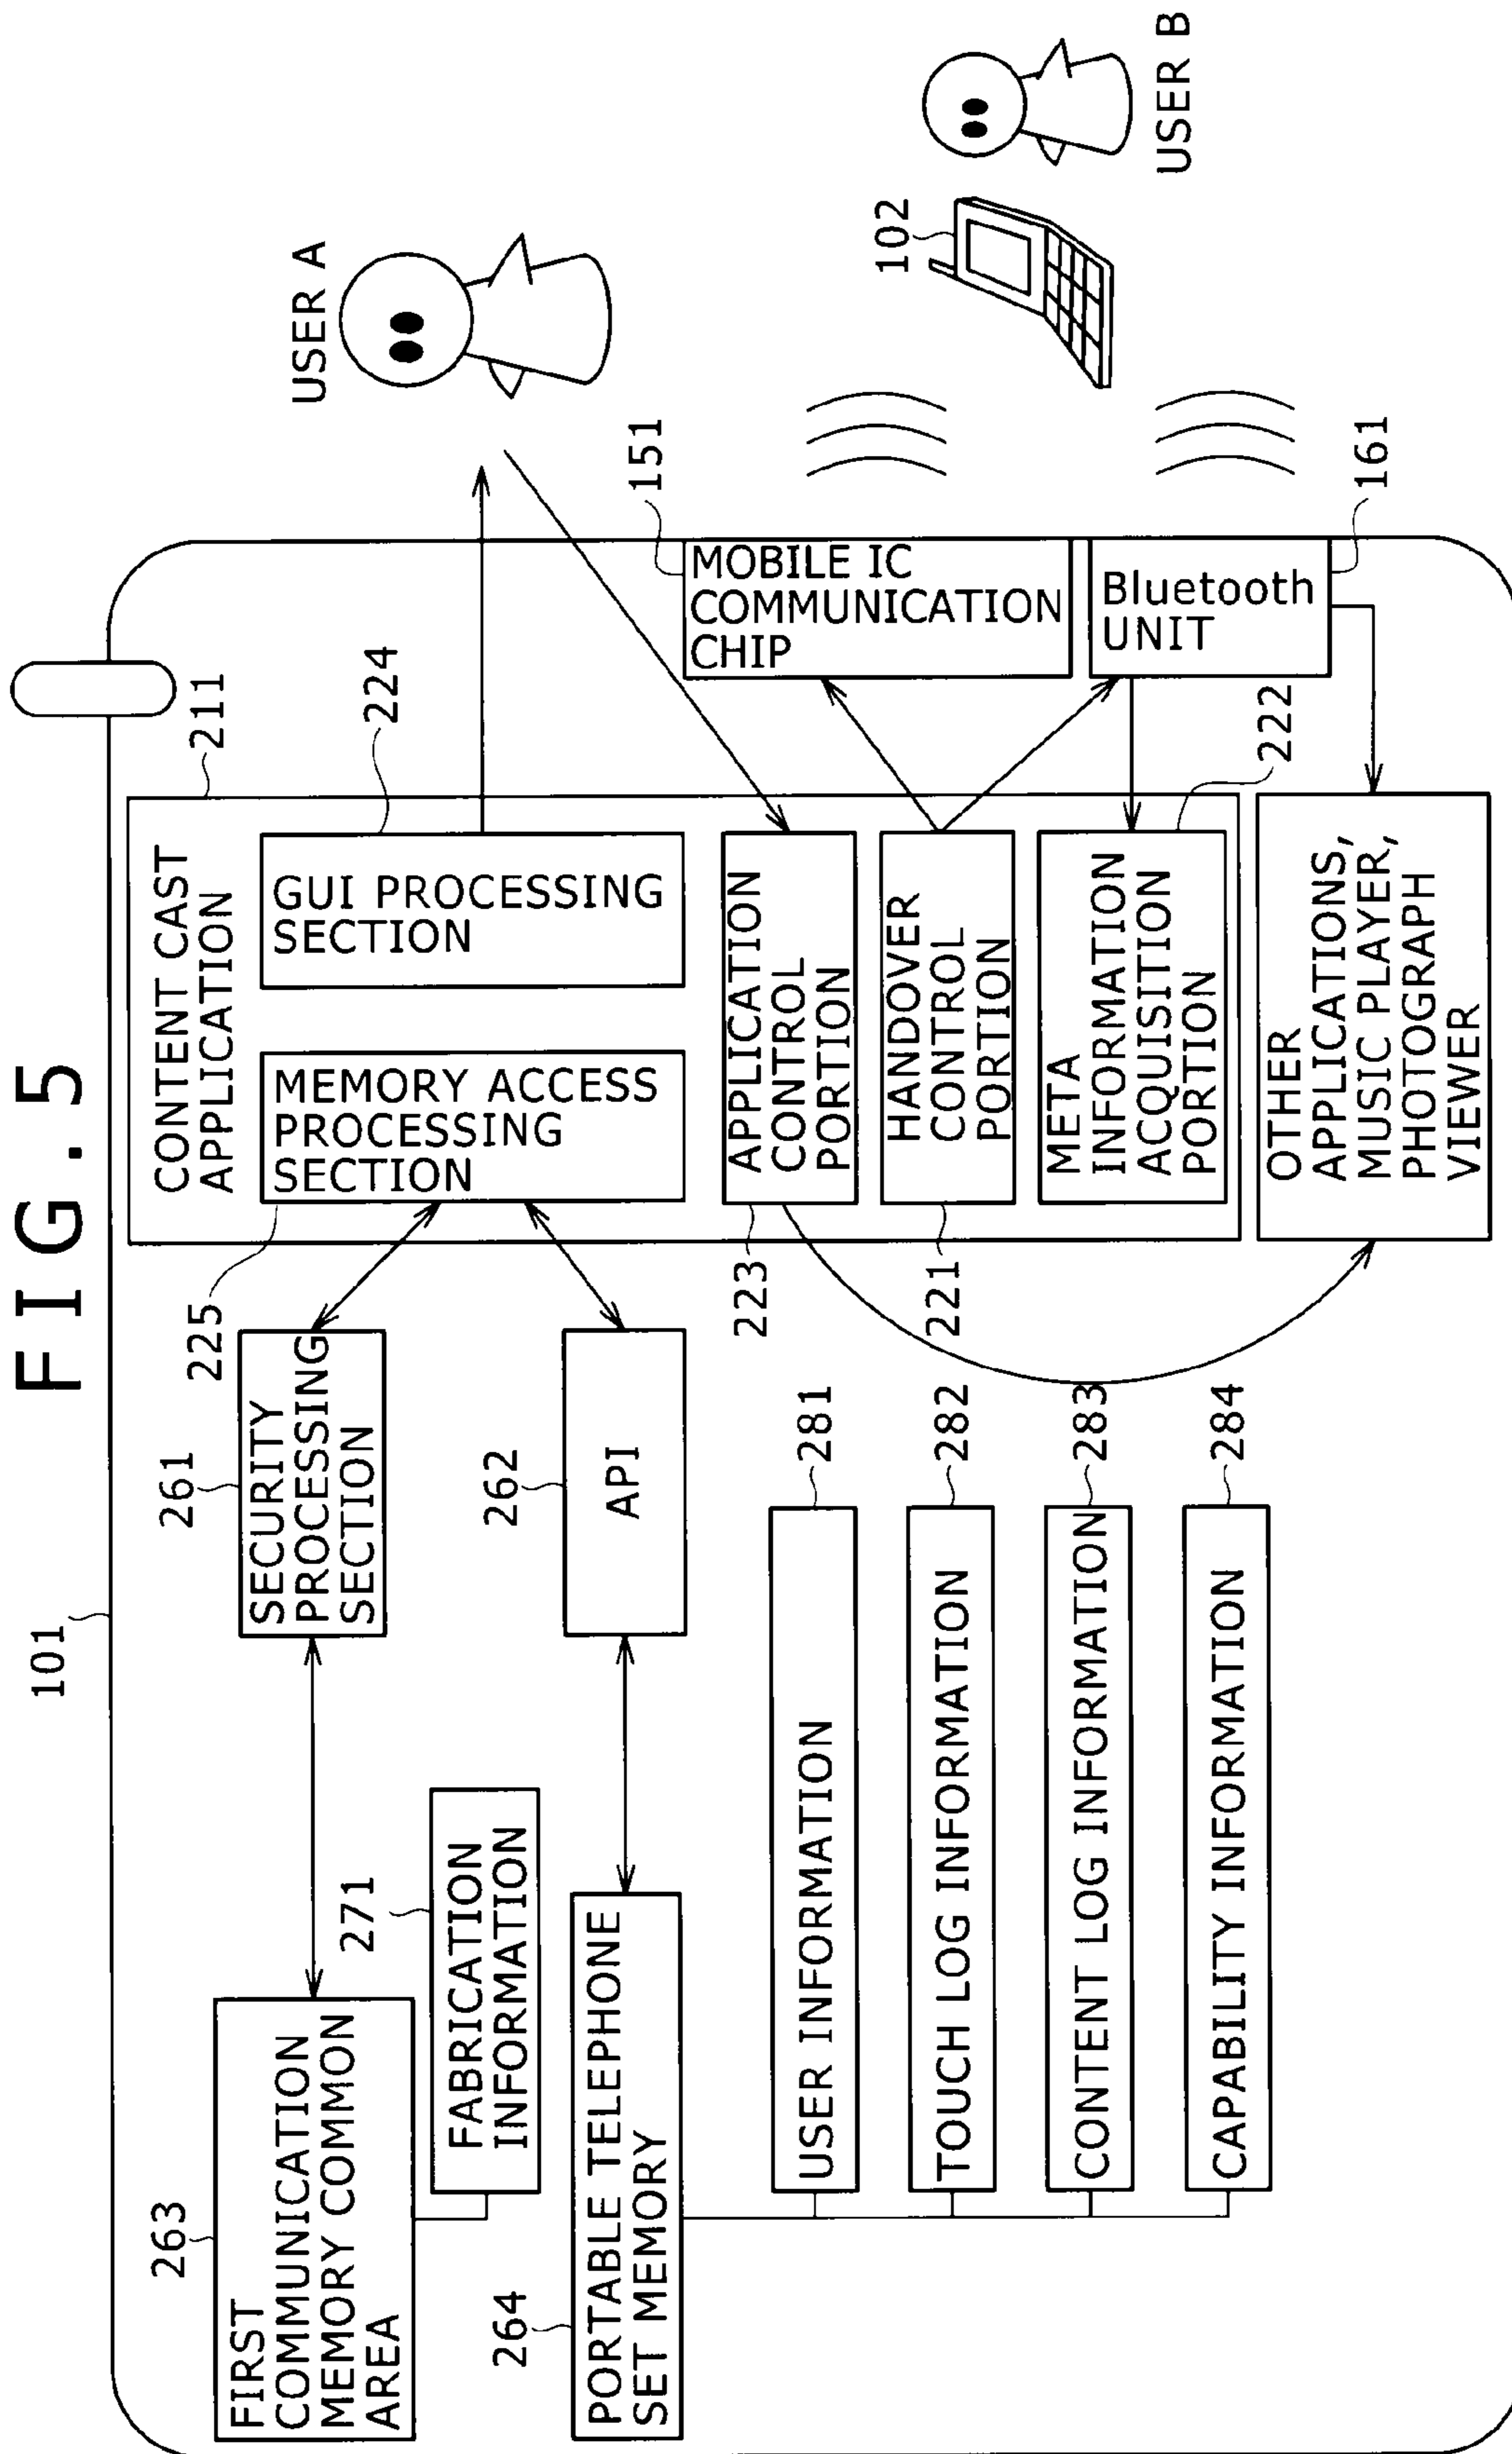 FIG.5
101
211
CONTENT CAST
APPLICATION
224
GUI PROCESSING
SECTION
225
MEMORY ACCESS
PROCESSING
SECTION
223
APPLICATION
CONTROL
PORTION
221
HANDOVER
CONTROL
PORTION
222
META
INFORMATION
ACQUISITION
PORTION
OTHER
APPLICATIONS,
MUSIC PLAYER,
PHOTOGRAPH
VIEWER
261
SECURITY
PROCESSING
SECTION
262
API
263
FIRST
COMMUNICATION
MEMORY COMMON
AREA
271
FABRICATION
INFORMATION
264
PORTABLE TELEPHONE
SET MEMORY
281
USER INFORMATION
282
TOUCH LOG INFORMATION
283
CONTENT LOG INFORMATION
284
CAPABILITY INFORMATION
151
MOBILE IC
COMMUNICATION
CHIP
161
Bluetooth
UNIT
USER A
102
USER B